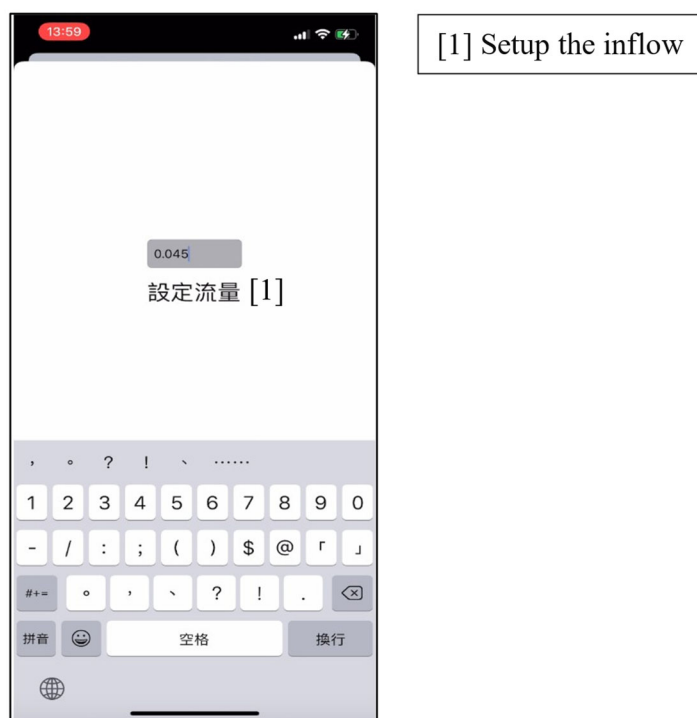 13:59
[1] Setup the inflow
0.045
設定流量 [1]
， 。 ? ! 、 ……
1 2 3 4 5 6 7 8 9 0
- / : ; ( ) $ @ 「 」
#+= 。 ， 、 ? ! .
拼音 空格 换行